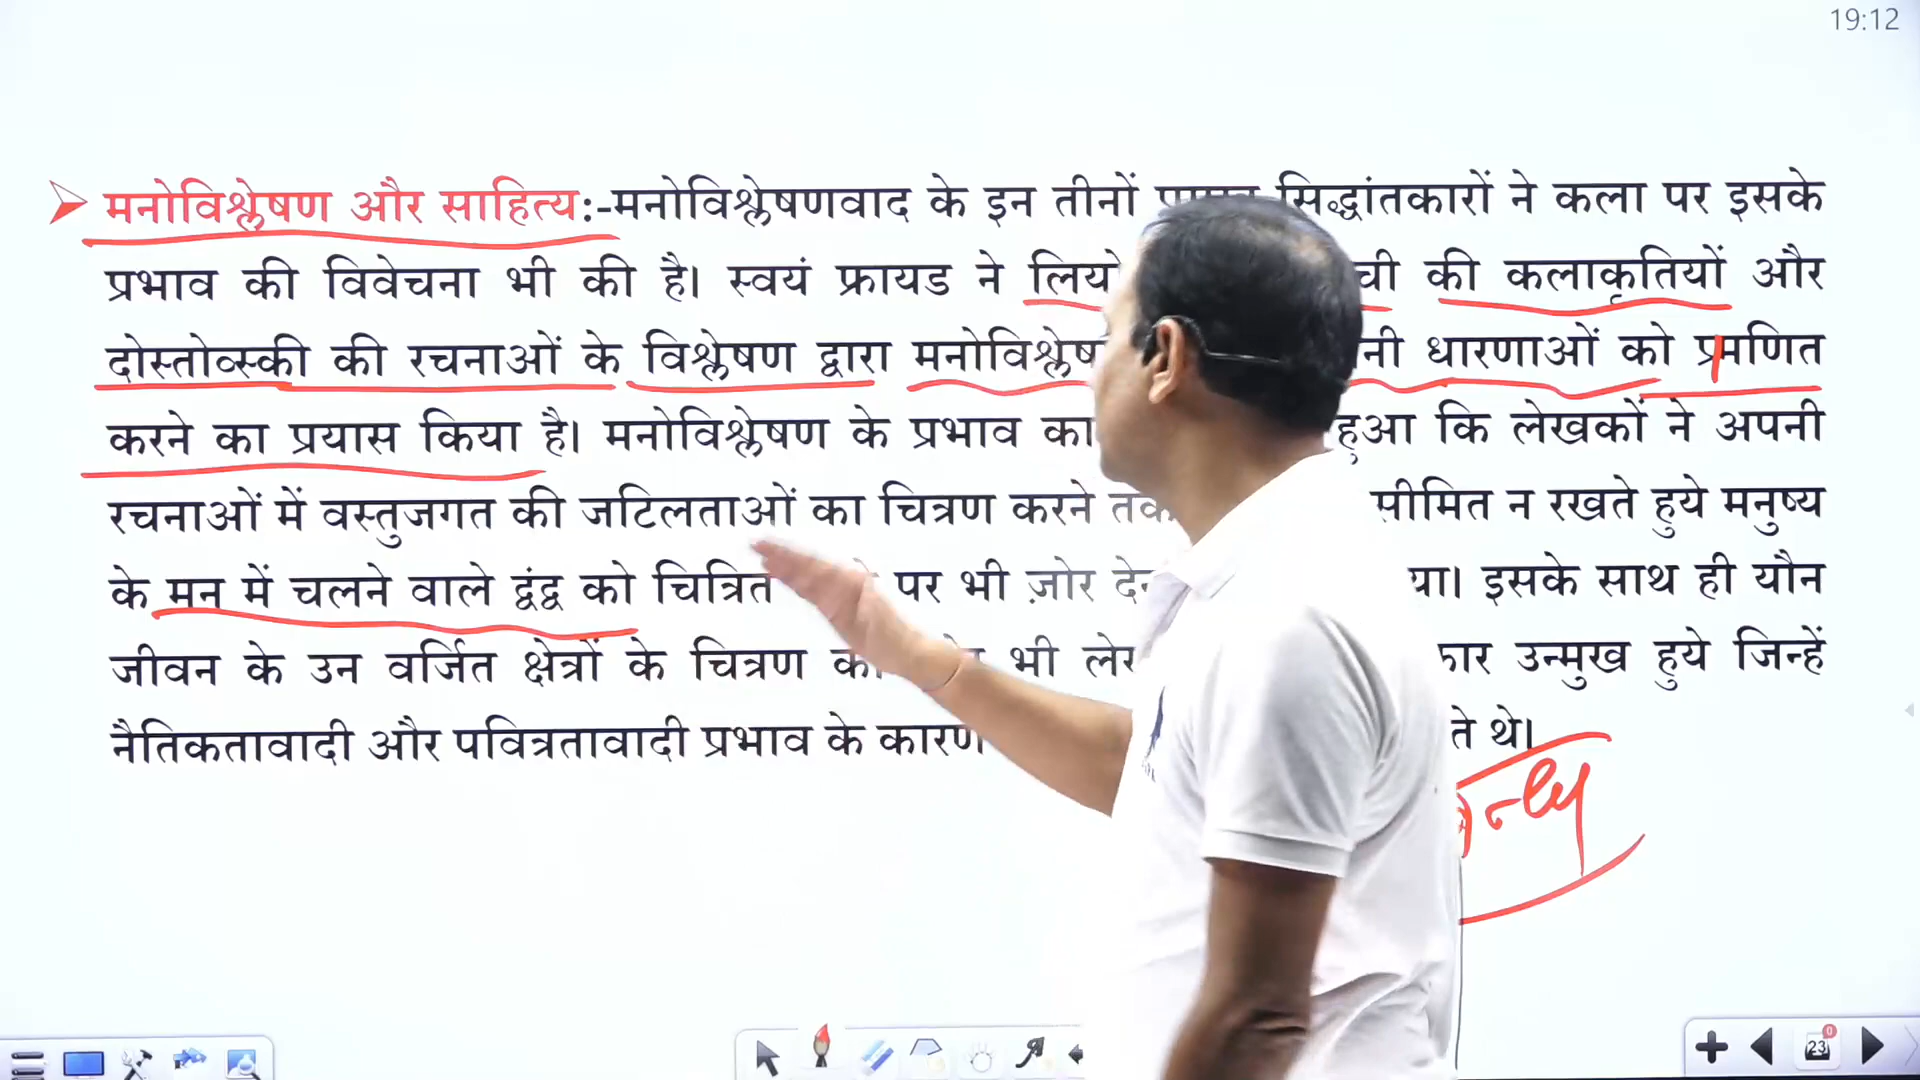 19:12
मनोविश्लेषण और साहित्य:-मनोविश्लेषणवाद के इन तीनों सिद्धांतकारों ने कला पर इसके
प्रभाव की विवेचना भी की है। स्वयं फ्रायड ने की कलाकृतियों और
दोस्तोव्स्की की रचनाओं के विश्लेषण द्वारा धारणाओं को प्रमणित
करने का प्रयास किया है। मनोविश्लेषण के प्रभाव का हुआ कि लेखकों ने अपनी
रचनाओं में वस्तुजगत की जटिलताओं का चित्रण करने सीमित न रखते हुये मनुष्य
के मन में चलने वाले द्वंद्व को चित्रित पर भी ज़ोर इसके साथ ही यौन
जीवन के उन वर्जित क्षेत्रों के चित्रण भी उन्मुख हुये जिन्हें
नैतिकतावादी और पवित्रतावादी प्रभाव के कारण थे।
23
0